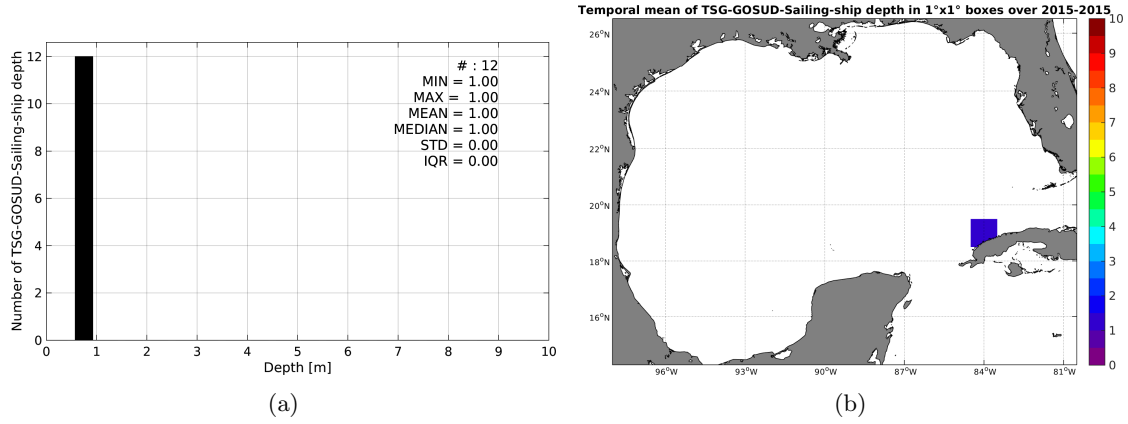 Number of TSG-GOSUD-Sailing-ship depth
12
10
8
6
4
2
0
0 1 2 3 4 5 6 7 8 9 10
Depth [m]
# : 12
MIN = 1.00
MAX = 1.00
MEAN = 1.00
MEDIAN = 1.00
STD = 0.00
IQR = 0.00
(a)
Temporal mean of TSG-GOSUD-Sailing-ship depth in 1°x1° boxes over 2015-2015
26°N
24°N
22°N
20°N
18°N
16°N
96°W 93°W 90°W 87°W 84°W 81°W
10
9
8
7
6
5
4
3
2
1
0
(b)